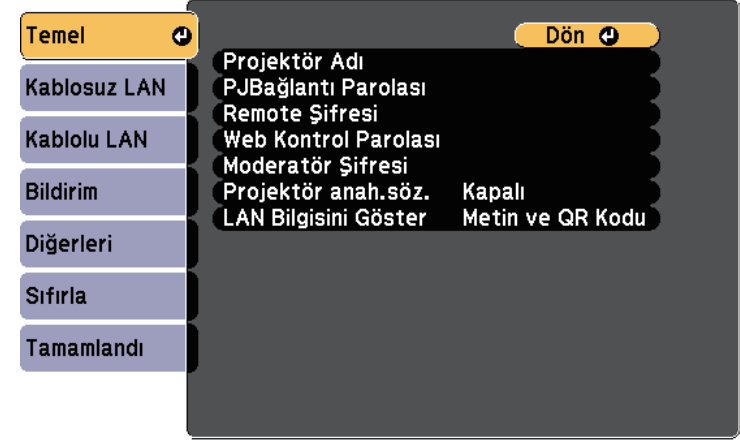 Temel
Kablosuz LAN
Kablolu LAN
Bildirim
Diğerleri
Sıfırla
Tamamlandı
Dön
Projektör Adı
PJBağlantı Parolası
Remote Şifresi
Web Kontrol Parolası
Moderatör Şifresi
Projektör anah.söz. Kapalı
LAN Bilgisini Göster Metin ve QR Kodu